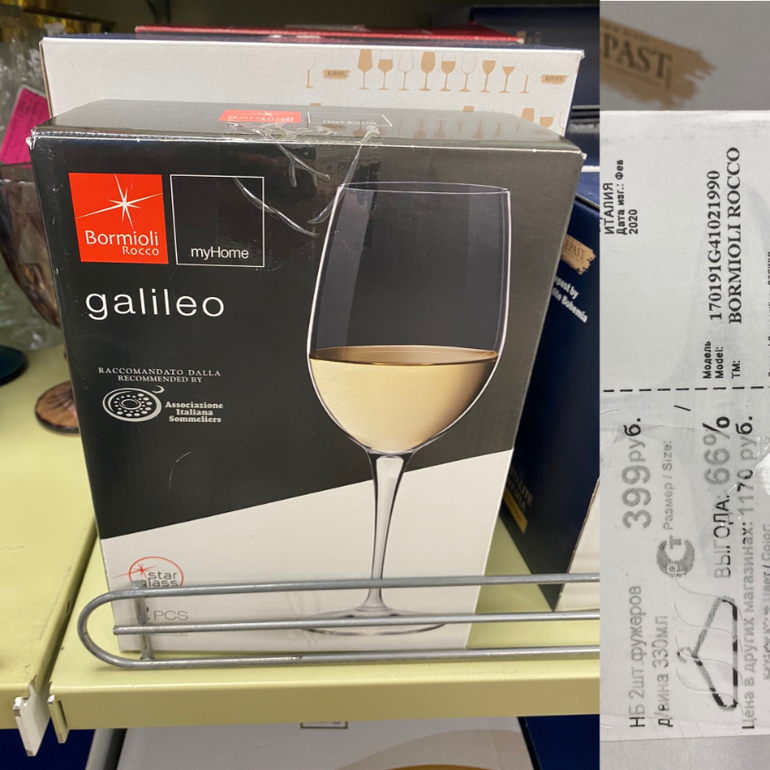 Bormioli
Rocco
myHome
galileo
RACCOMANDATO DALLA
RECOMMENDED BY
Associazione
Italiana
Sommeliers
star
glass
PCS
PAST
ИТАЛИЯ
Дата изг.: Фев
2020
Модель
Model: 170191G41021990
ТМ: BORMIOLI ROCCO
НБ 2шт фужеров
д/вина 330мл
399руб.
РСТ Размер / Size: /
ВЫГОДА: 66%
Цена в других магазинах: 1170 руб.